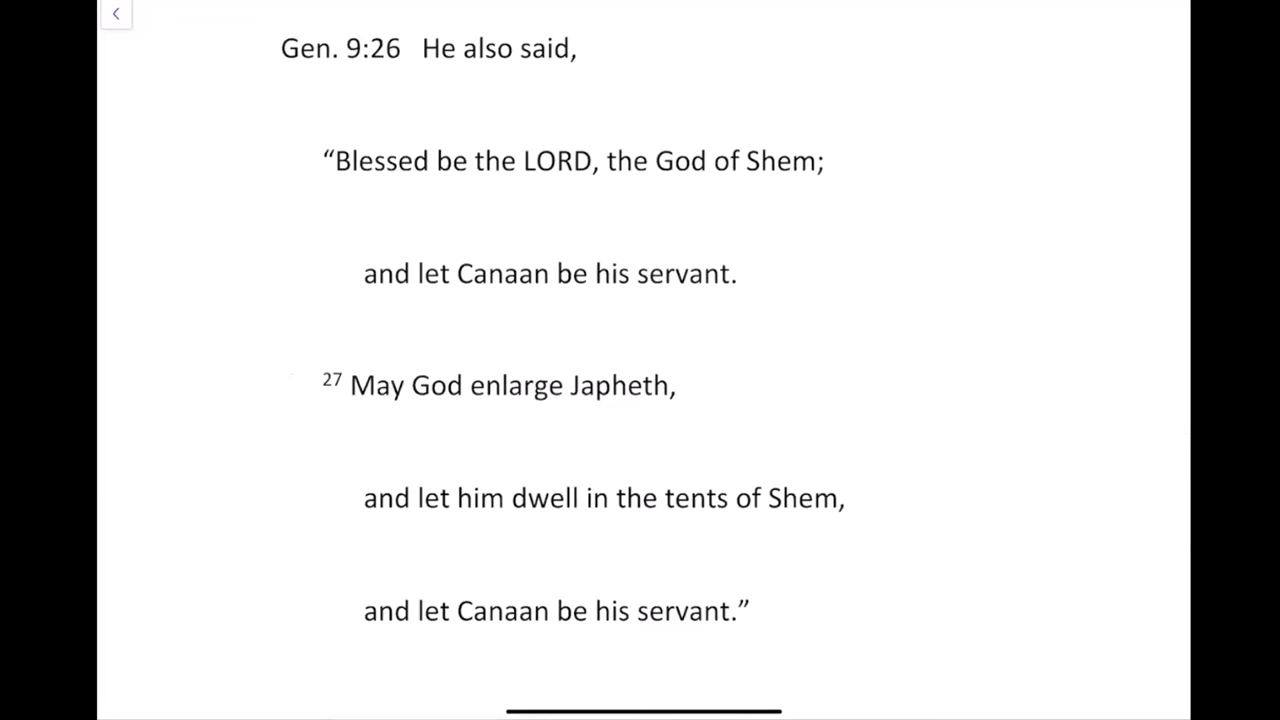 Gen. 9:26   He also said,
“Blessed be the LORD, the God of Shem;
and let Canaan be his servant.
27 May God enlarge Japheth,
and let him dwell in the tents of Shem,
and let Canaan be his servant.”